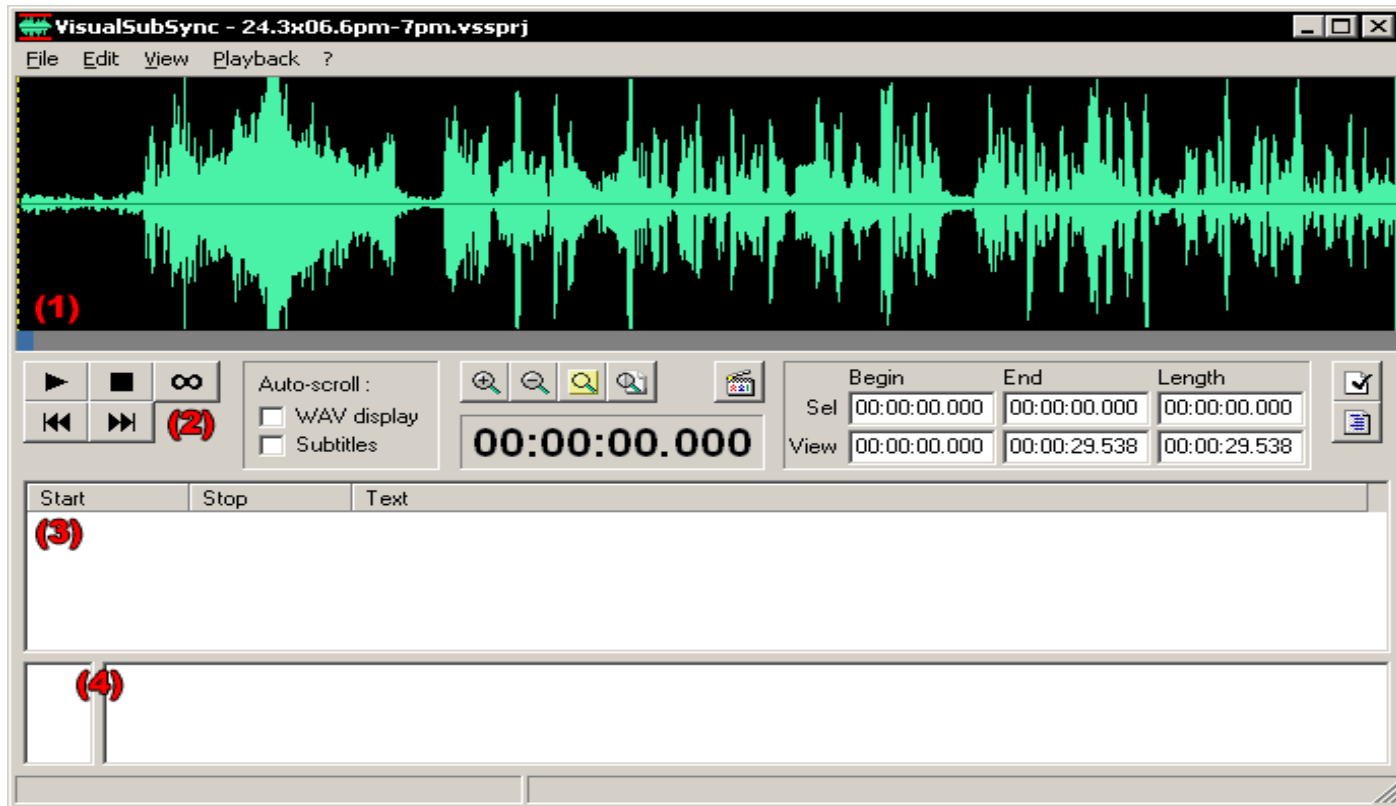 VisualSubSync - 24.3x06.6pm-7pm.vssprj
File Edit View Playback ?
(1)
Auto-scroll :
WAV display
Subtitles
(2)
00:00:00.000
Begin End Length
Sel 00:00:00.000 00:00:00.000 00:00:00.000
View 00:00:00.000 00:00:29.538 00:00:29.538
Start Stop Text
(3)
(4)